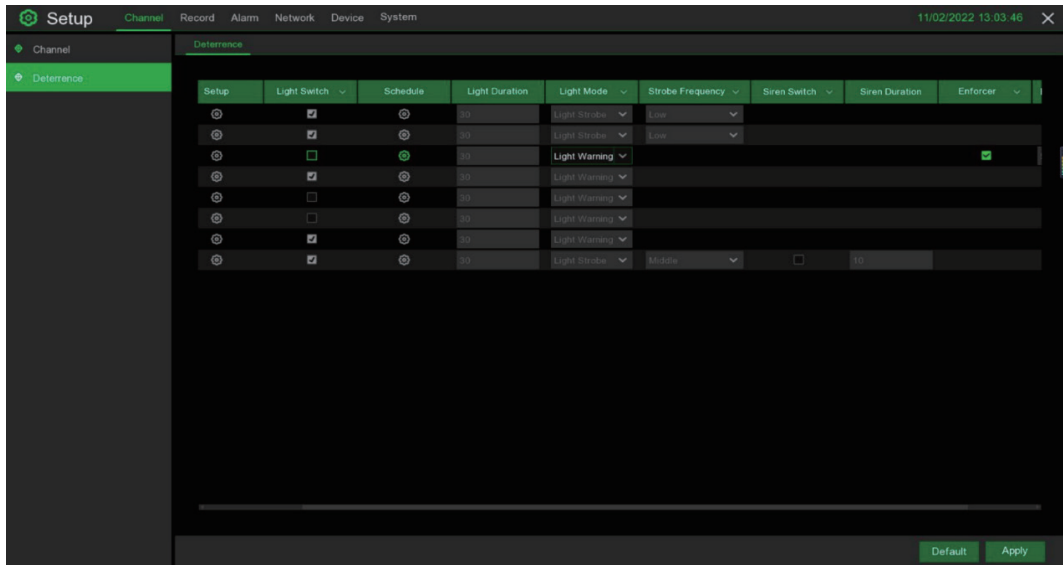 Setup Channel Record Alarm Network Device System 11/02/2022 13:03:46
Channel
Deterrence
Deterrence
Setup Light Switch Schedule Light Duration Light Mode Strobe Frequency Siren Switch Siren Duration Enforcer
30 Light Strobe Low
30 Light Strobe Low
30 Light Warning
30 Light Warning
30 Light Warning
30 Light Warning
30 Light Warning
30 Light Strobe Middle 10
Default Apply